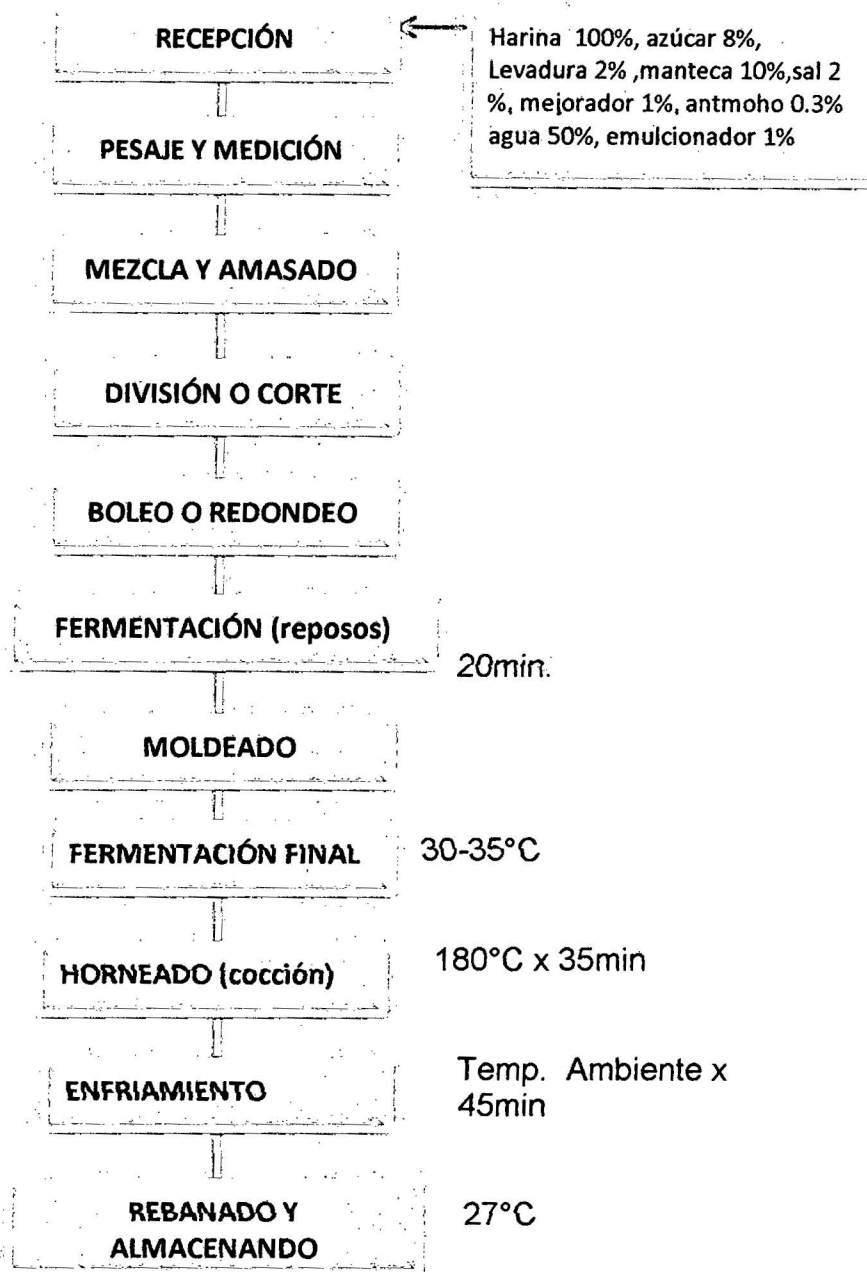 RECEPCIÓN
Harina 100%, azúcar 8%,
Levadura 2% ,manteca 10%,sal 2
%, mejorador 1%, antmoho 0.3%
agua 50%, emulcionador 1%
PESAJE Y MEDICIÓN
MEZCLA Y AMASADO
DIVISIÓN O CORTE
BOLEO O REDONDEO
FERMENTACIÓN (reposos)
20min.
MOLDEADO
FERMENTACIÓN FINAL
30-35°C
HORNEADO (cocción)
180°C x 35min
ENFRIAMIENTO
Temp. Ambiente x
45min
REBANADO Y
ALMACENANDO
27°C